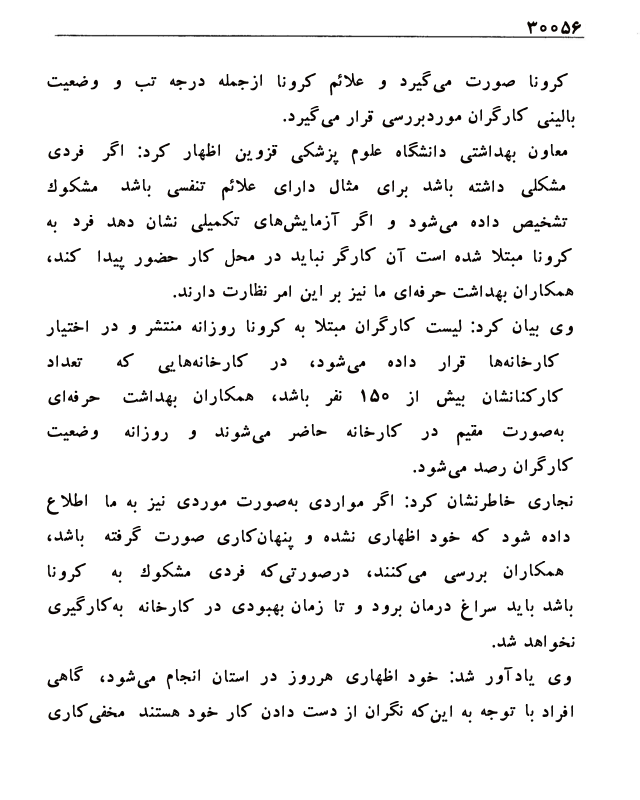 ۳۰۰۵۶
کرونا صورت می‌گیرد و علائم کرونا ازجمله درجه تب و وضعیت
بالینی کارگران موردبررسی قرار می‌گیرد.
معاون بهداشتی دانشگاه علوم پزشکی قزوین اظهار کرد: اگر فردی
مشکلی داشته باشد برای مثال دارای علائم تنفسی باشد مشکوك
تشخیص داده می‌شود و اگر آزمایش‌های تکمیلی نشان دهد فرد به
کرونا مبتلا شده است آن کارگر نباید در محل کار حضور پیدا کند،
همکاران بهداشت حرفه‌ای ما نیز بر این امر نظارت دارند.
وی بیان کرد: لیست کارگران مبتلا به کرونا روزانه منتشر و در اختیار
کارخانه‌ها قرار داده می‌شود، در کارخانه‌هایی که تعداد
کارکنانشان بیش از ۱۵۰ نفر باشد، همکاران بهداشت حرفه‌ای
به‌صورت مقیم در کارخانه حاضر می‌شوند و روزانه وضعیت
کارگران رصد می‌شود.
نجاری خاطرنشان کرد: اگر مواردی به‌صورت موردی نیز به ما اطلاع
داده شود که خود اظهاری نشده و پنهان‌کاری صورت گرفته باشد،
همکاران بررسی می‌کنند، درصورتی‌که فردی مشکوك به کرونا
باشد باید سراغ درمان برود و تا زمان بهبودی در کارخانه به‌کارگیری
نخواهد شد.
وی یادآور شد: خود اظهاری هرروز در استان انجام می‌شود، گاهی
افراد با توجه به این‌که نگران از دست دادن کار خود هستند مخفی‌کاری